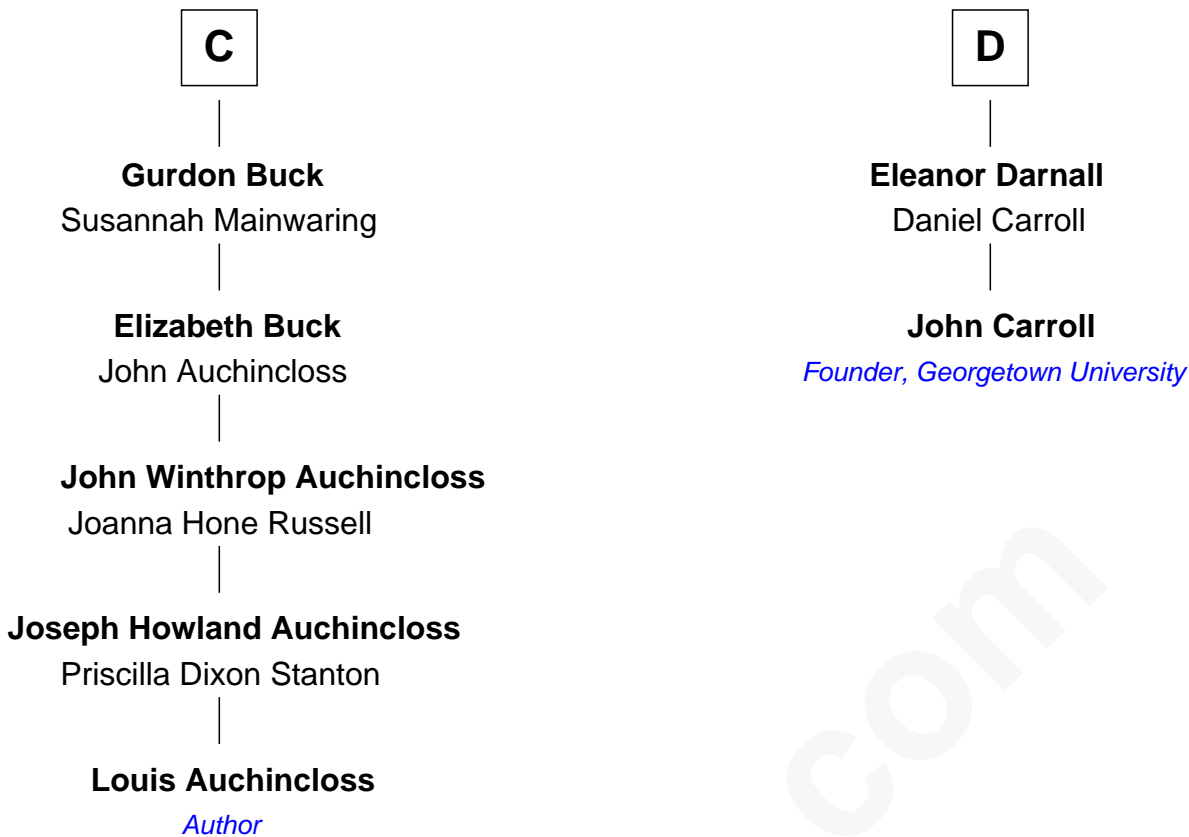 C
Gurdon Buck
Susannah Mainwaring
Elizabeth Buck
John Auchincloss
John Winthrop Auchincloss
Joanna Hone Russell
Joseph Howland Auchincloss
Priscilla Dixon Stanton
Louis Auchincloss
Author
D
Eleanor Darnall
Daniel Carroll
John Carroll
Founder, Georgetown University
com